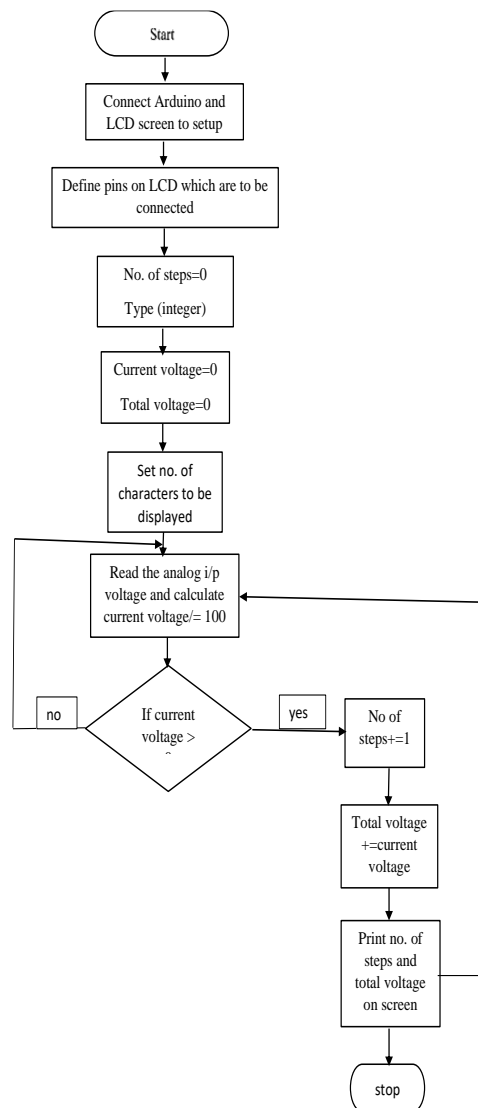 Start
Connect Arduino and
LCD screen to setup
Define pins on LCD which are to be
connected
No. of steps=0
Type (integer)
Current voltage=0
Total voltage=0
Set no. of
characters to be
displayed
Read the analog i/p
voltage and calculate
current voltage/= 100
no
If current
voltage >
yes
No of
steps+=1
Total voltage
+=current
voltage
Print no. of
steps and
total voltage
on screen
stop